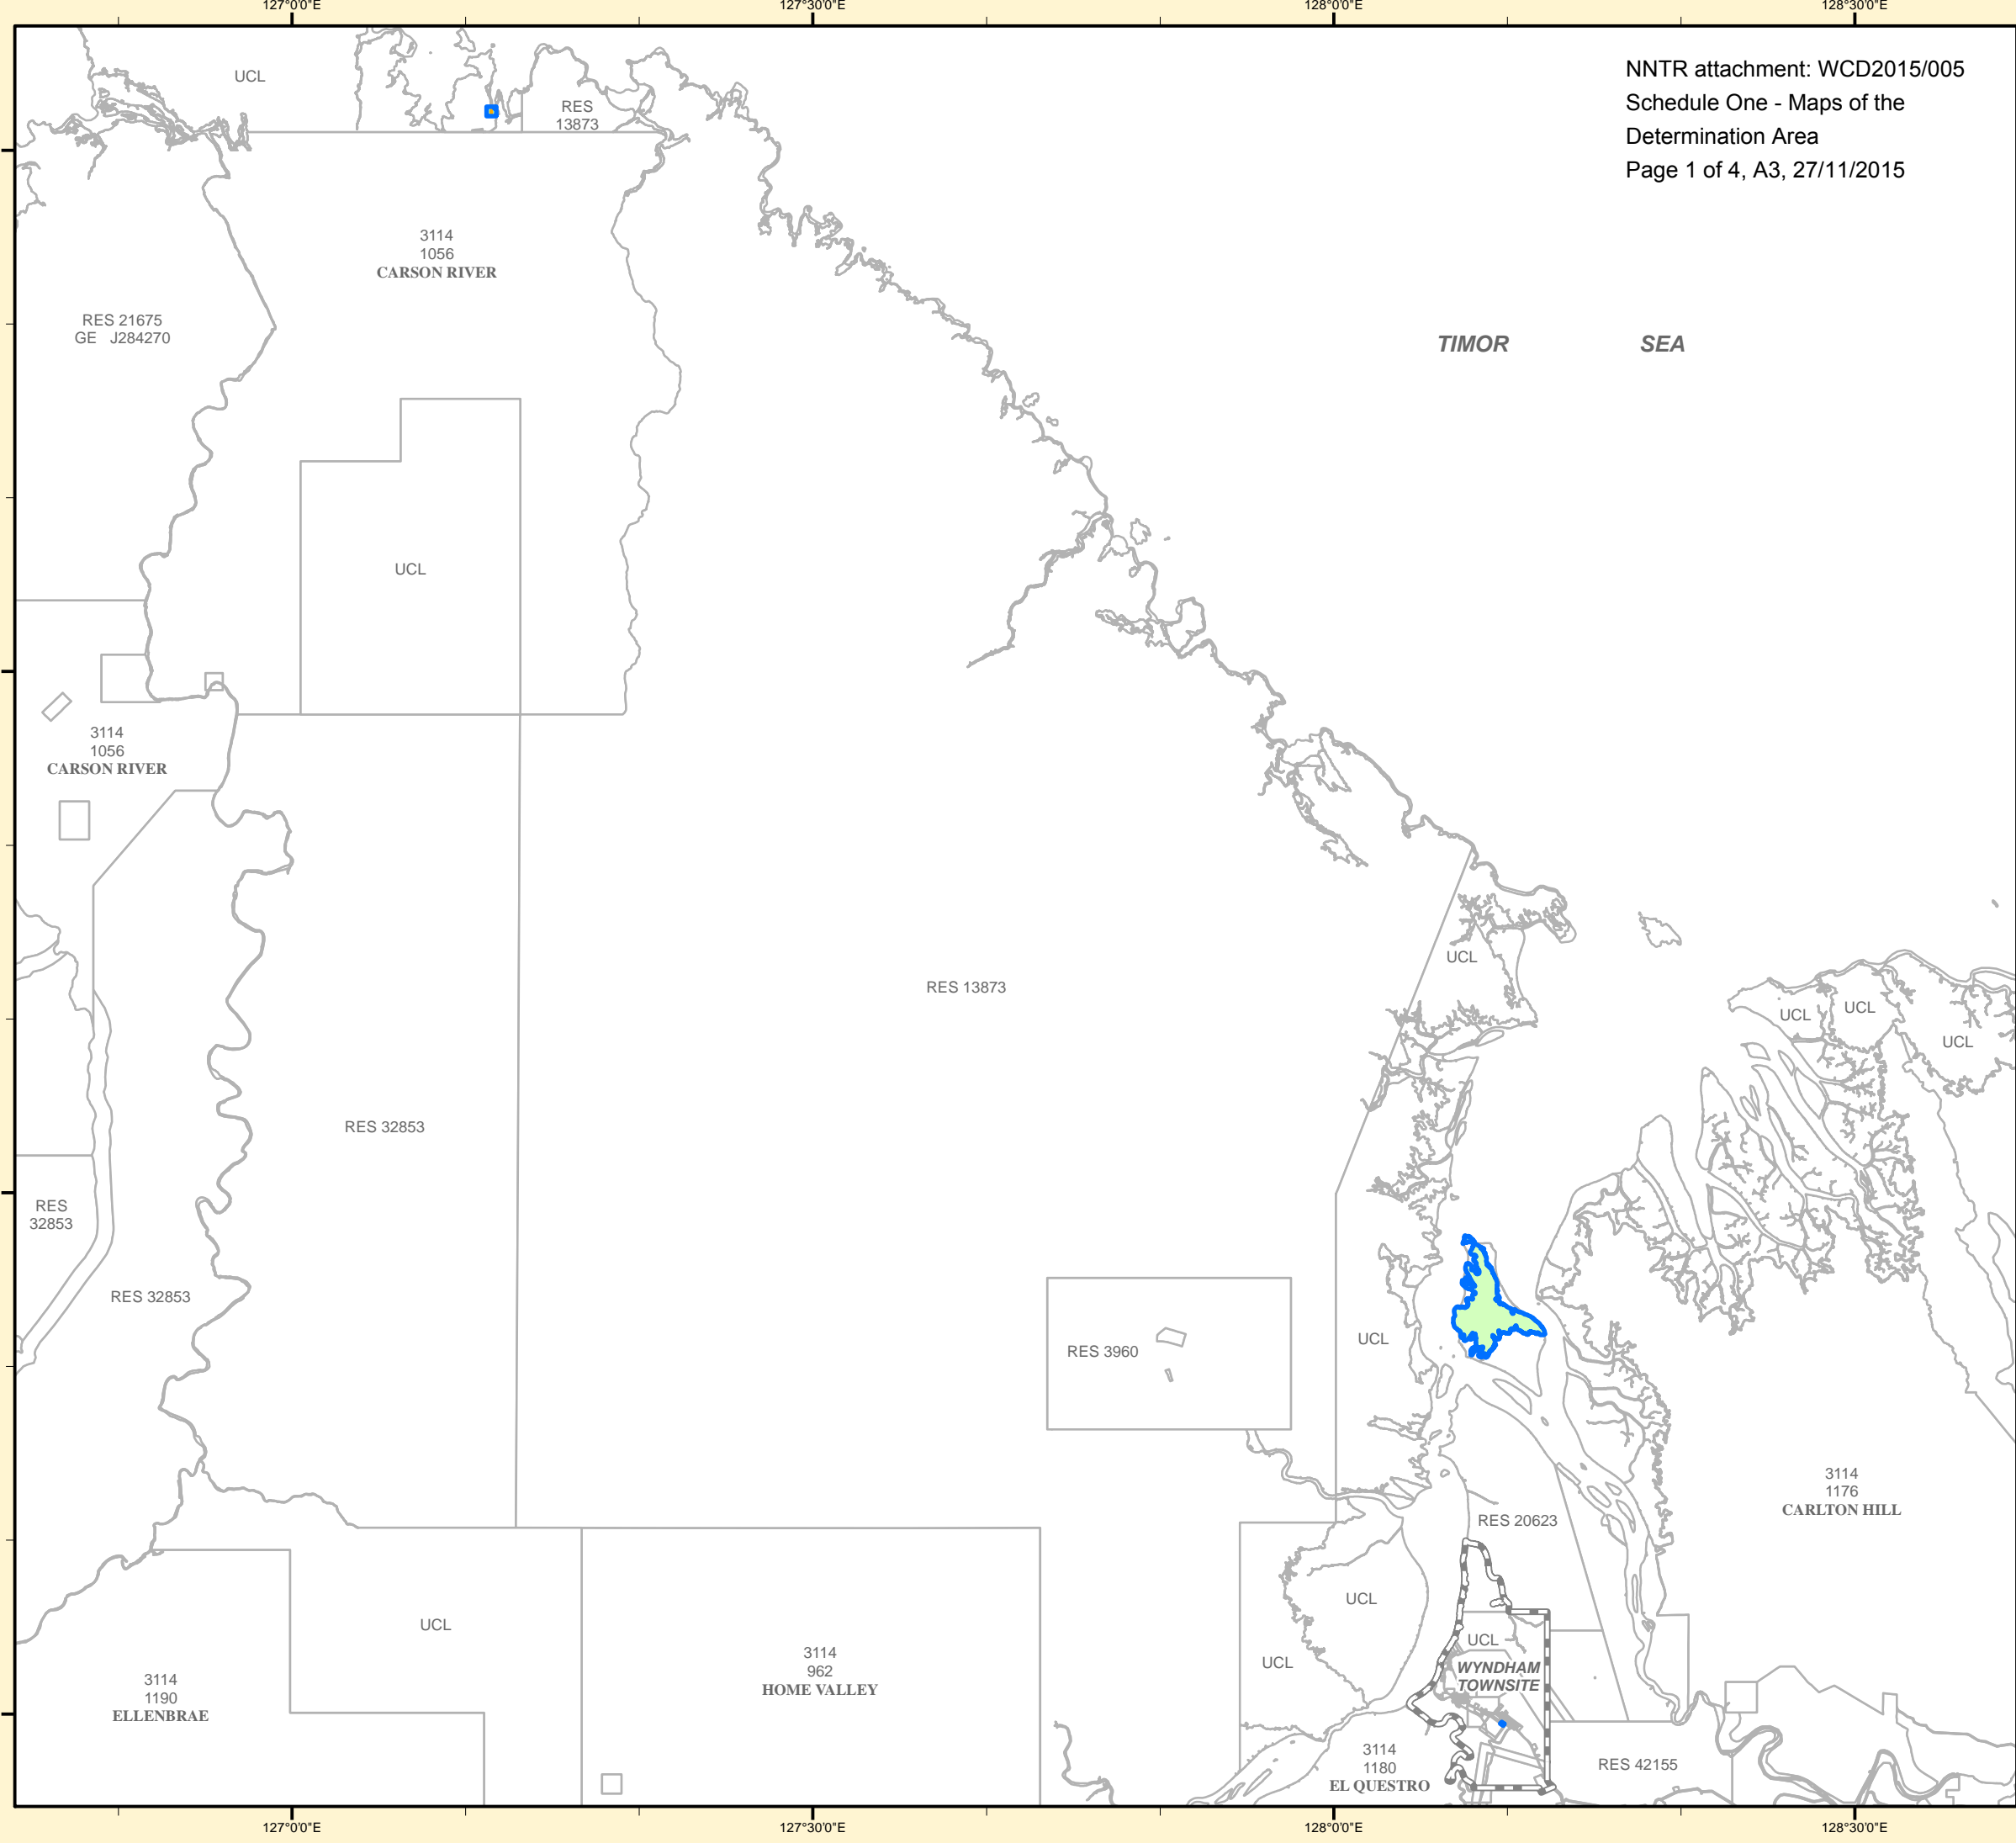 127°0'0"E
127°30'0"E
128°0'0"E
128°30'0"E
NNTR attachment: WCD2015/005
Schedule One - Maps of the
Determination Area
Page 1 of 4, A3, 27/11/2015
UCL
RES
13873
3114
1056
CARSON RIVER
RES 21675
GE J284270
TIMOR SEA
UCL
3114
1056
CARSON RIVER
UCL
RES 13873
UCL
UCL
UCL
RES 32853
RES
32853
RES 32853
UCL
RES 3960
3114
1176
CARLTON HILL
RES 20623
UCL
UCL
UCL
UCL
WYNDHAM
TOWNSITE
3114
962
HOME VALLEY
3114
1190
ELLENBRAE
3114
1180
EL QUESTRO
RES 42155
127°0'0"E
127°30'0"E
128°0'0"E
128°30'0"E